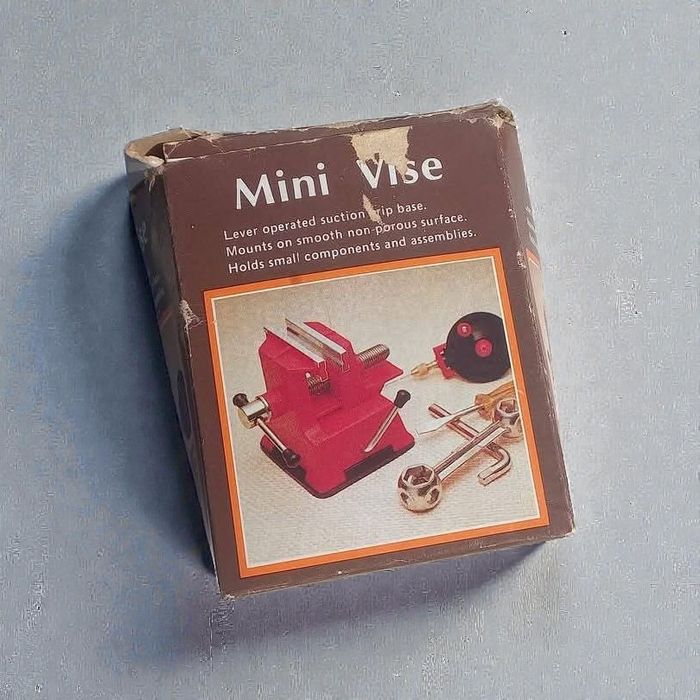 Mini Vise
Lever operated suction grip base.
Mounts on smooth non-porous surface.
Holds small components and assemblies.